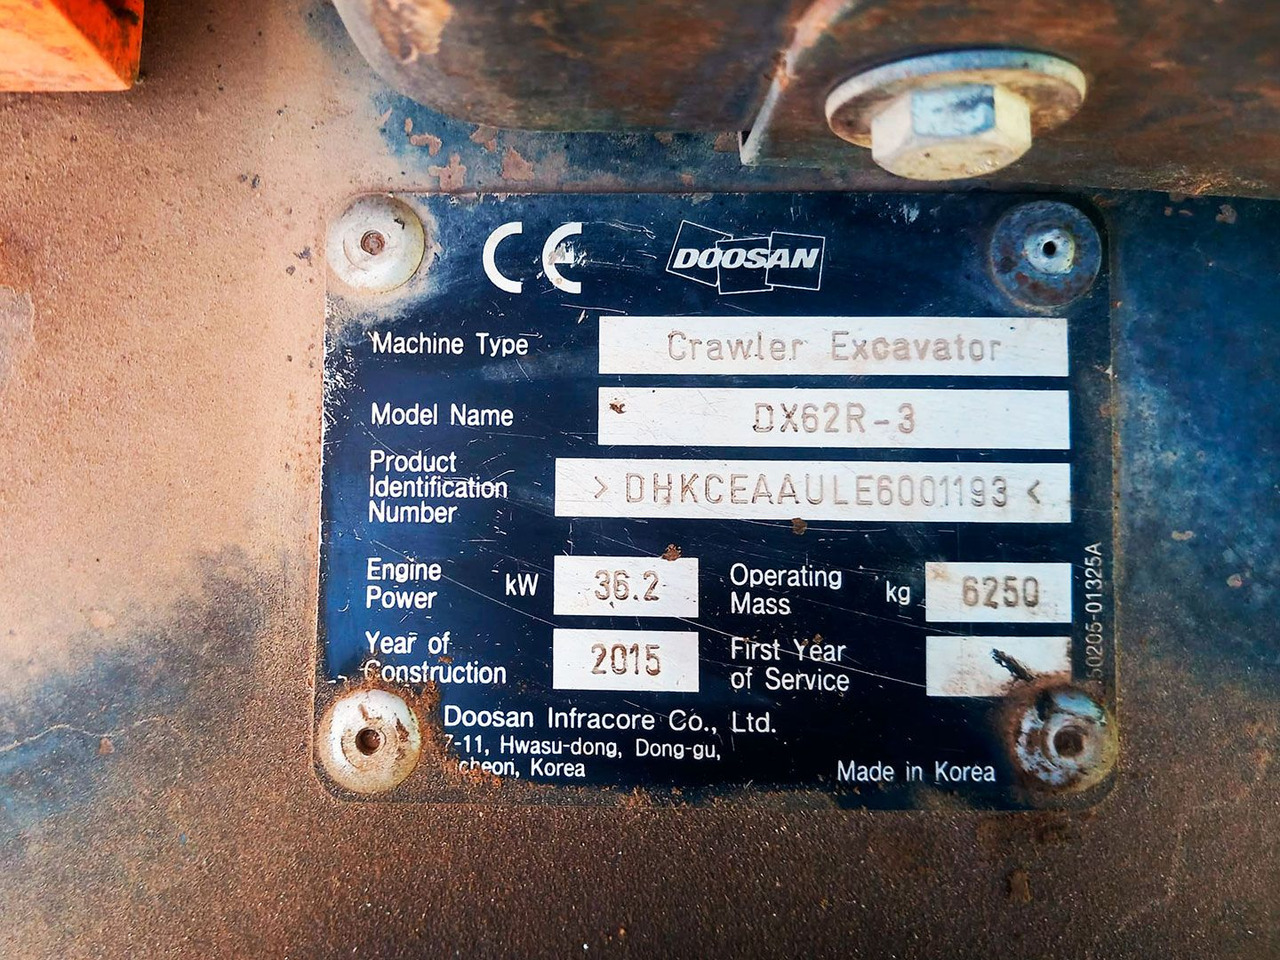 CE DOOSAN
Machine Type Crawler Excavator
Model Name DX62R-3
Product
Identification
Number >DHKCEAAULE6001193<
Engine
Power kW 36.2
Operating
Mass kg 6250
Year of
Construction 2015
First Year
of Service
Doosan Infracore Co., Ltd.
7-11, Hwasu-dong, Dong-gu,
Korea
Made in Korea
50205-01325A